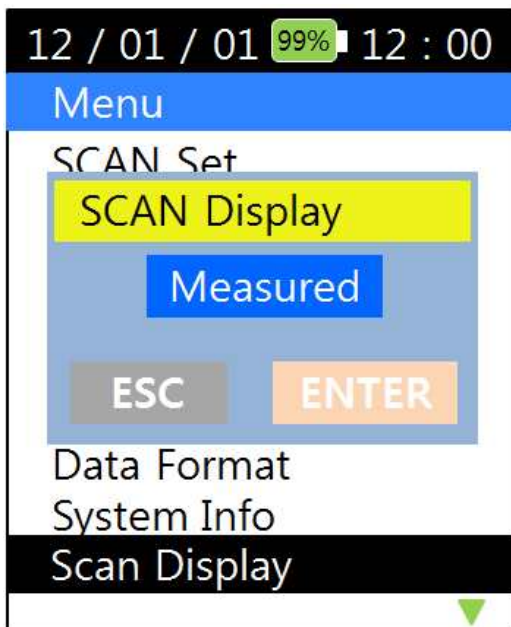 12 / 01 / 01 99% 12 : 00
Menu
SCAN Set
SCAN Display
Measured
ESC ENTER
Data Format
System Info
Scan Display